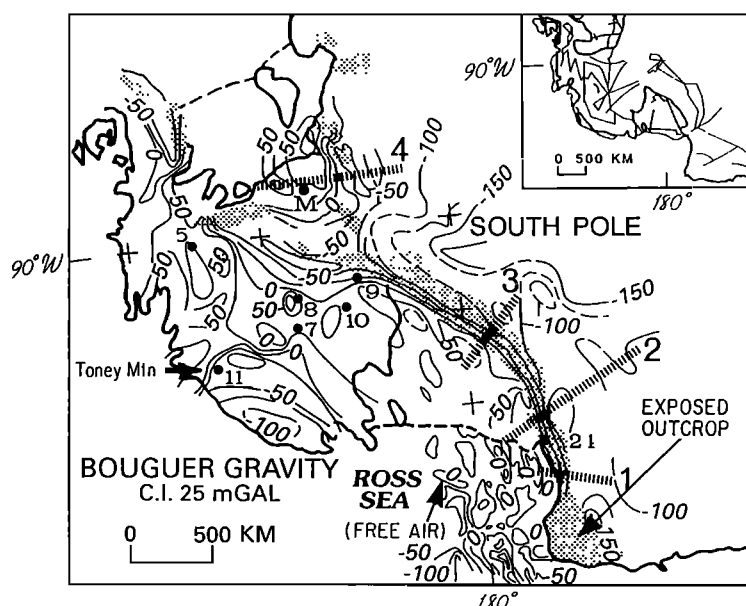 90°W
0 500 KM
180°
-50
0
50
50
-100
4
-150
-50
M
SOUTH POLE
90°W
5
50
-50
0
50
8
9
10
7
3
-150
-100
2
Toney Mtn
11
-50
-100
50
-50
0
EXPOSED
OUTCROP
21
BOUGUER GRAVITY
C.I. 25 mGAL
ROSS
SEA
(FREE AIR)
1
-100
150
0 500 KM
-50
-100
-50
180°